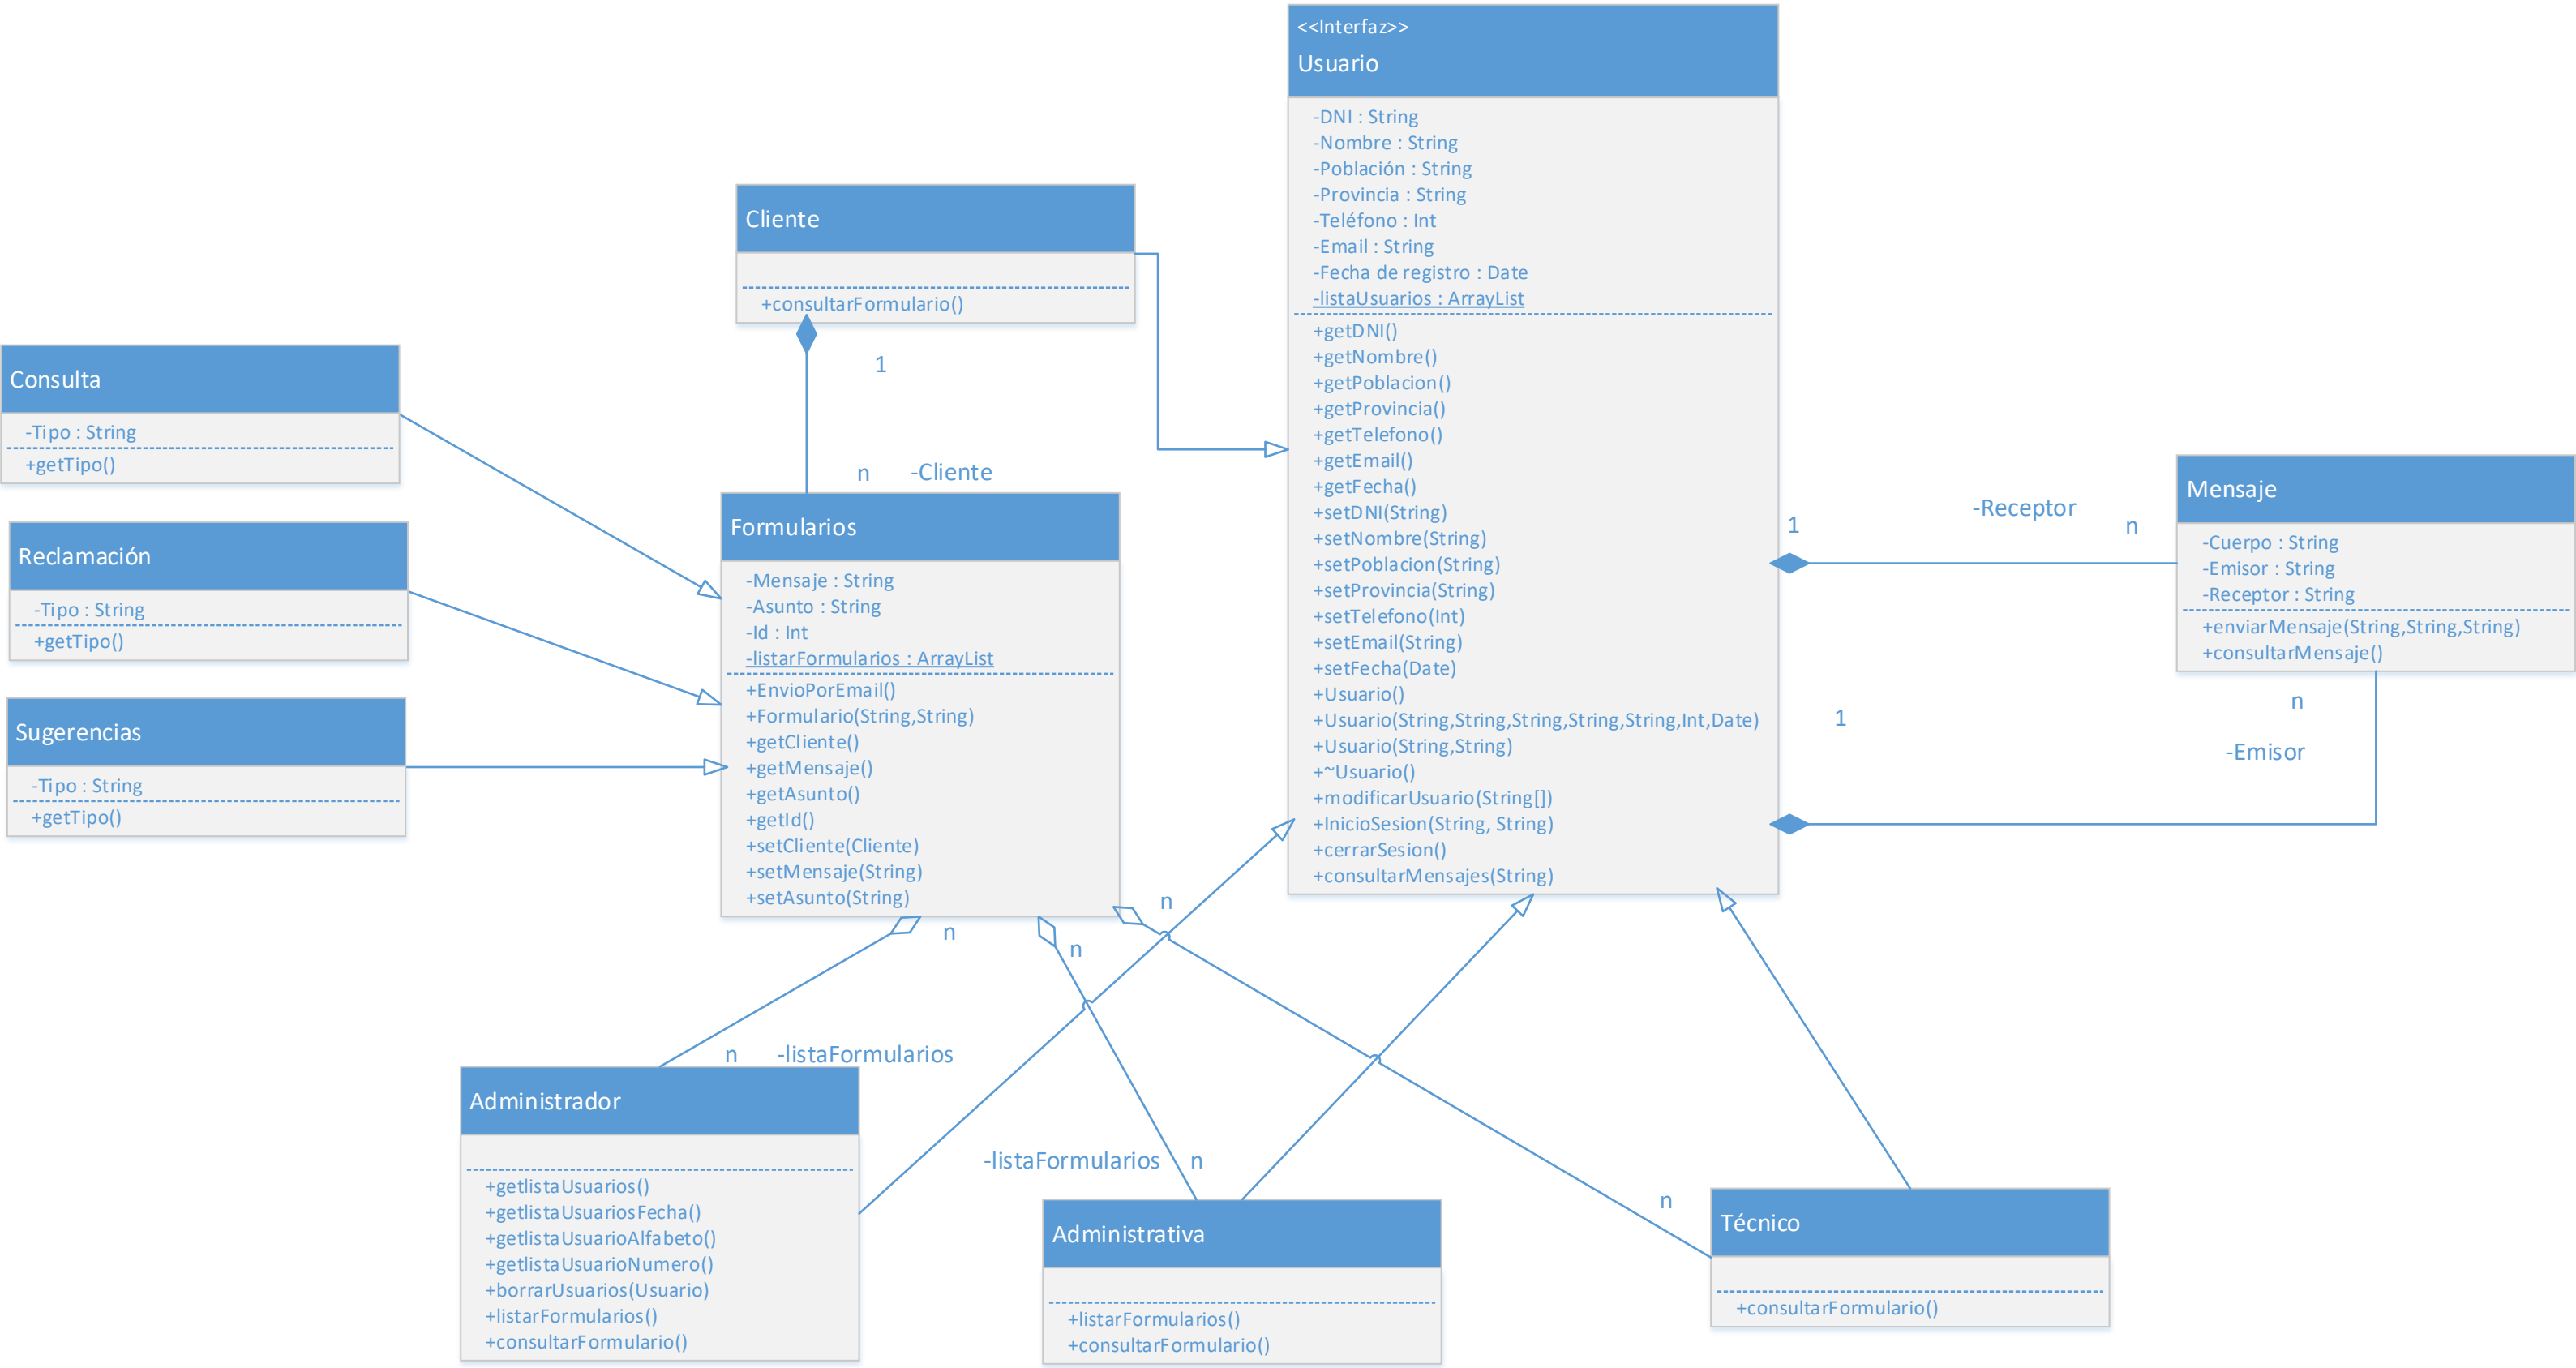 <<Interfaz>>
Usuario
-DNI : String
-Nombre : String
-Población : String
-Provincia : String
-Teléfono : Int
-Email : String
-Fecha de registro : Date
-listaUsuarios : ArrayList
+getDNI()
+getNombre()
+getPoblacion()
+getProvincia()
+getTelefono()
+getEmail()
+getFecha()
+setDNI(String)
+setNombre(String)
+setPoblacion(String)
+setProvincia(String)
+setTelefono(Int)
+setEmail(String)
+setFecha(Date)
+Usuario()
+Usuario(String,String,String,String,String,Int,Date)
+Usuario(String,String)
+~Usuario()
+modificarUsuario(String[])
+InicioSesion(String, String)
+cerrarSesion()
+consultarMensajes(String)
Cliente
+consultarFormulario()
1
n -Cliente
Consulta
-Tipo : String
+getTipo()
Reclamación
-Tipo : String
+getTipo()
Sugerencias
-Tipo : String
+getTipo()
Formularios
-Mensaje : String
-Asunto : String
-Id : Int
-listarFormularios : ArrayList
+EnvioPorEmail()
+Formulario(String,String)
+getCliente()
+getMensaje()
+getAsunto()
+getId()
+setCliente(Cliente)
+setMensaje(String)
+setAsunto(String)
1
-Receptor
n
Mensaje
-Cuerpo : String
-Emisor : String
-Receptor : String
+enviarMensaje(String,String,String)
+consultarMensaje()
n
1
-Emisor
n
n
n
n -listaFormularios
-listaFormularios n
n
Administrador
+getlistaUsuarios()
+getlistaUsuariosFecha()
+getlistaUsuarioAlfabeto()
+getlistaUsuarioNumero()
+borrarUsuarios(Usuario)
+listarFormularios()
+consultarFormulario()
Administrativa
+listarFormularios()
+consultarFormulario()
Técnico
+consultarFormulario()